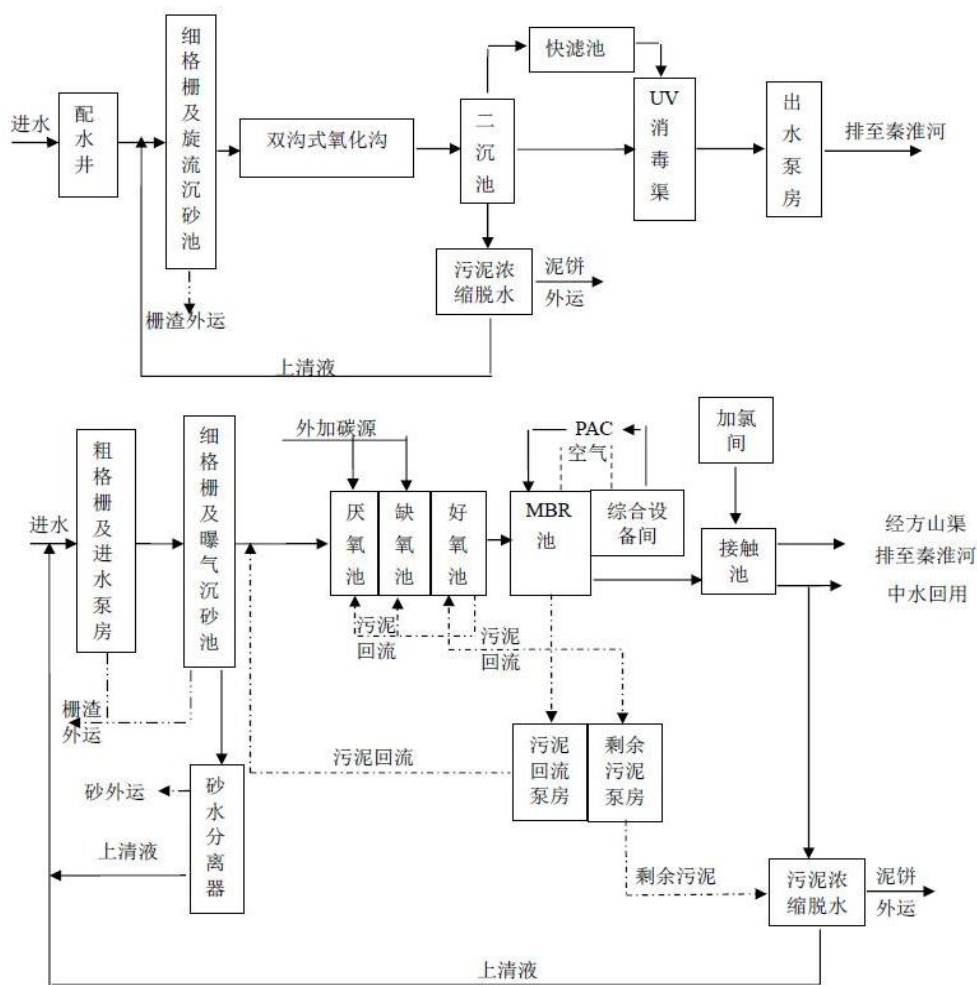 进水
配水井
细格栅及旋流沉砂池
双沟式氧化沟
二沉池
快滤池
UV
消毒渠
出水泵房
排至秦淮河
污泥浓
缩脱水
泥饼
外运
栅渣外运
上清液
进水
粗格栅及进水泵房
细格栅及曝气沉砂池
外加碳源
厌氧池
缺氧池
好氧池
PAC
空气
MBR
池
综合设
备间
加氯
间
接触
池
经方山渠
排至秦淮河
中水回用
污泥
回流
污泥
回流
栅渣
外运
污泥回流
污泥
回流
泵房
剩余
污泥
泵房
砂外运
砂水分离器
上清液
剩余污泥
污泥浓
缩脱水
泥饼
外运
上清液